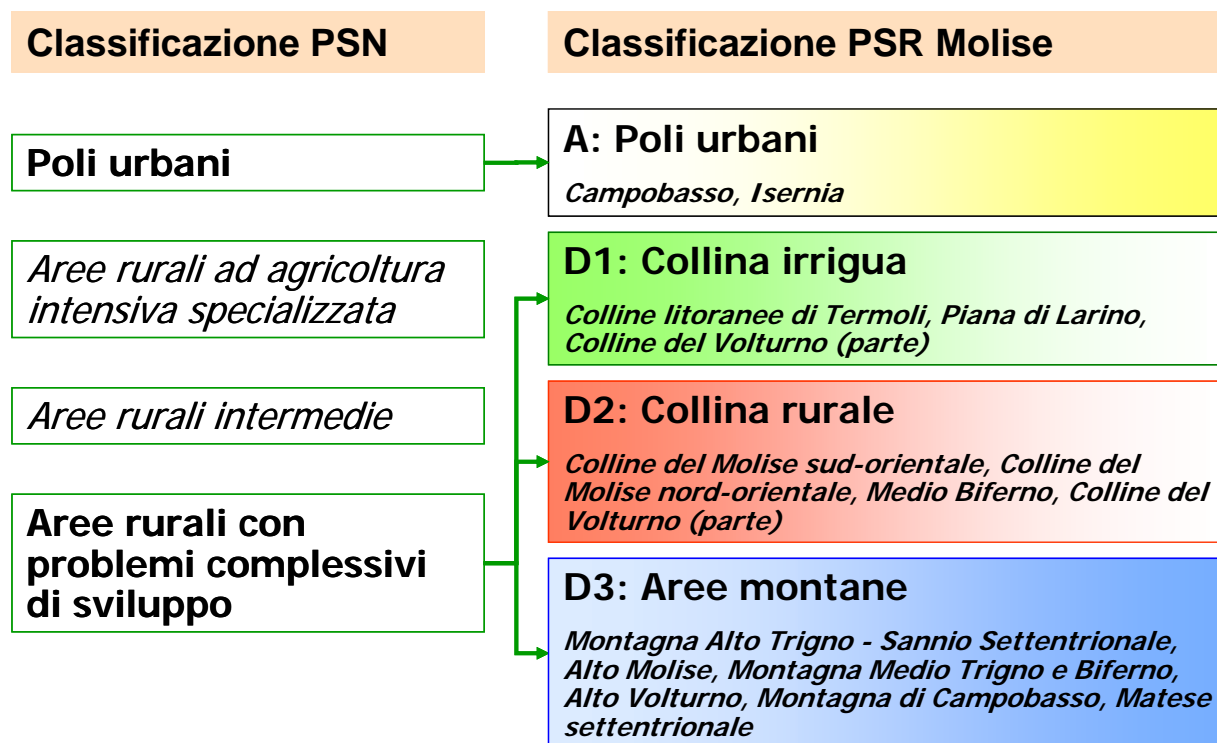 Classificazione PSN
Classificazione PSR Molise
Poli urbani
A: Poli urbani
Campobasso, Isernia
Aree rurali ad agricoltura
intensiva specializzata
D1: Collina irrigua
Colline litoranee di Termoli, Piana di Larino,
Colline del Volturno (parte)
Aree rurali intermedie
D2: Collina rurale
Colline del Molise sud-orientale, Colline del
Molise nord-orientale, Medio Biferno, Colline del
Volturno (parte)
Aree rurali con
problemi complessivi
di sviluppo
D3: Aree montane
Montagna Alto Trigno - Sannio Settentrionale,
Alto Molise, Montagna Medio Trigno e Biferno,
Alto Volturno, Montagna di Campobasso, Matese
settentrionale